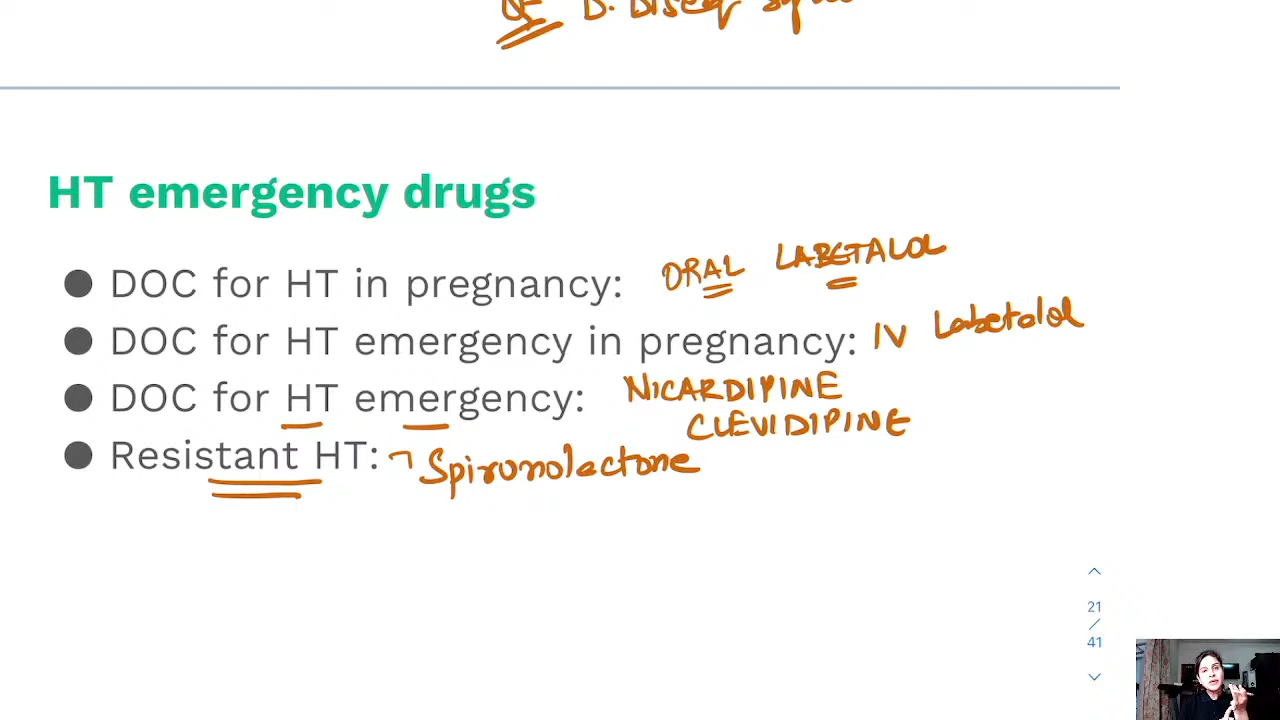 HT emergency drugs
● DOC for HT in pregnancy: ORAL LABETALOL
● DOC for HT emergency in pregnancy: IV Labetalol
● DOC for HT emergency: NICARDIPINE
CLEVIDIPINE
● Resistant HT: Spironolactone
21
/
41